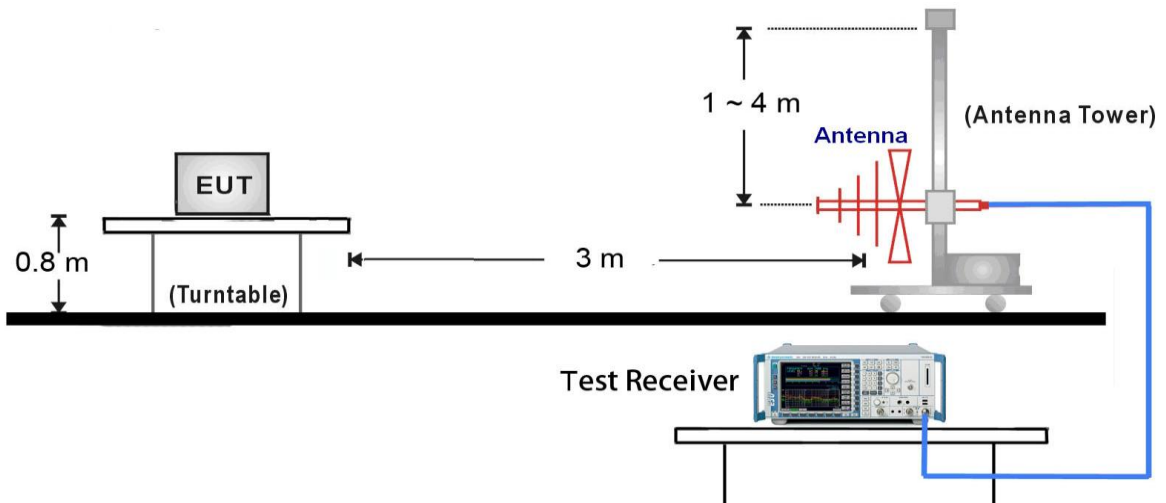 1 ~ 4 m
(Antenna Tower)
Antenna
EUT
0.8 m
3 m
(Turntable)
Test Receiver